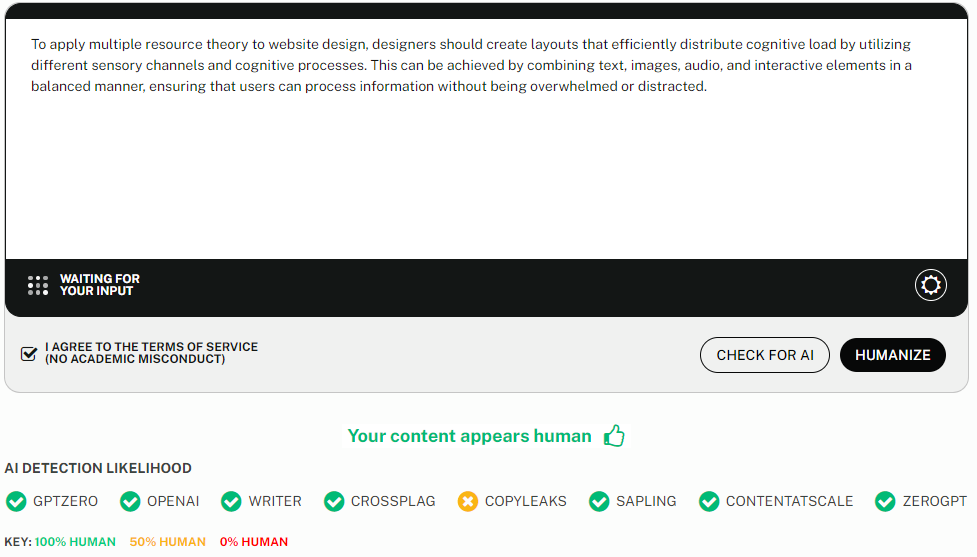 To apply multiple resource theory to website design, designers should create layouts that efficiently distribute cognitive load by utilizing
different sensory channels and cognitive processes. This can be achieved by combining text, images, audio, and interactive elements in a
balanced manner, ensuring that users can process information without being overwhelmed or distracted.
WAITING FOR
YOUR INPUT
I AGREE TO THE TERMS OF SERVICE
(NO ACADEMIC MISCONDUCT)
CHECK FOR AI
HUMANIZE
Your content appears human
AI DETECTION LIKELIHOOD
GPTZERO OPENAI WRITER CROSSPLAG COPYLEAKS SAPLING CONTENTATSCALE ZEROGPT
KEY: 100% HUMAN 50% HUMAN 0% HUMAN